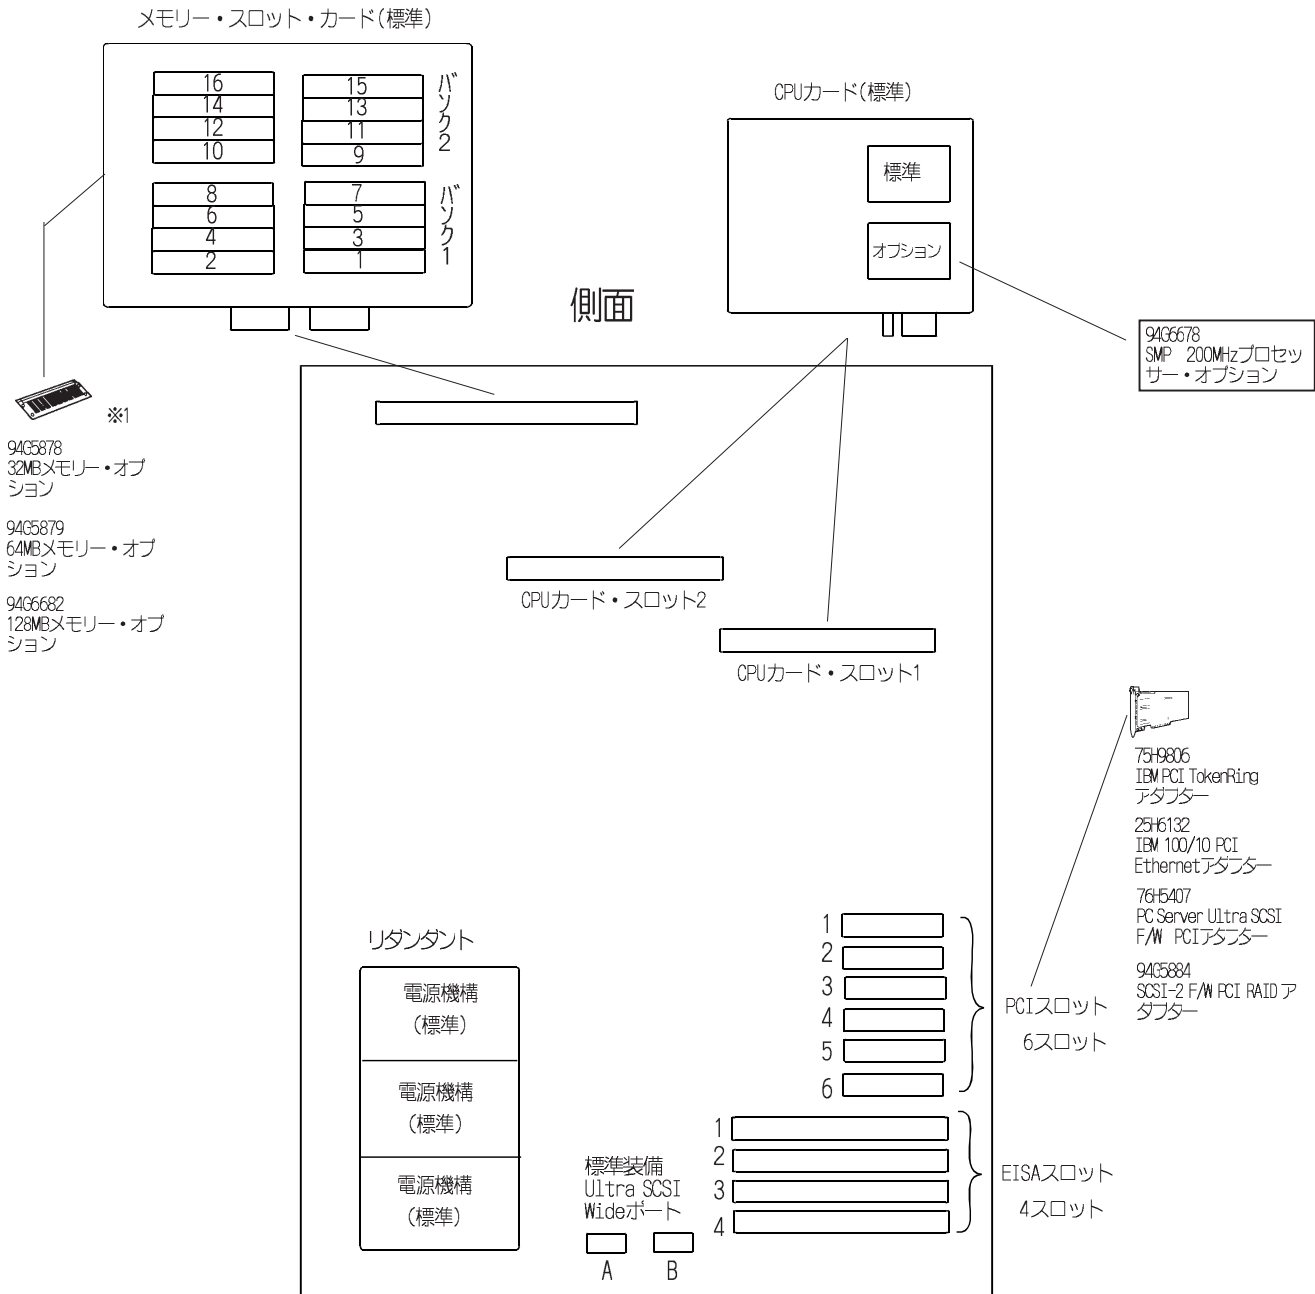 メモリー・スロット・カード(標準)
16
14
12
10
15
13
11
9
バンク2
8
6
4
2
7
5
3
1
バンク1
CPUカード(標準)
標準
オプション
側面
94G6678
SMP 200MHzプロセッ
サー・オプション
※1
94G5878
32MBメモリー・オプ
ション
94G5879
64MBメモリー・オプ
ション
94G6682
128MBメモリー・オプ
ション
CPUカード・スロット2
CPUカード・スロット1
75H9806
IBM PCI TokenRing
アダプター
25H6132
IBM 100/10 PCI
Ethernetアダプター
76H5407
PC Server Ultra SCSI
F/W PCIアダプター
94G5884
SCSI-2 F/W PCI RAID ア
ダプター
リダンダント
電源機構
(標準)
電源機構
(標準)
電源機構
(標準)
1
2
3
4
5
6
PCIスロット
6スロット
1
2
3
4
EISAスロット
4スロット
標準装備
Ultra SCSI
Wideポート
A
B